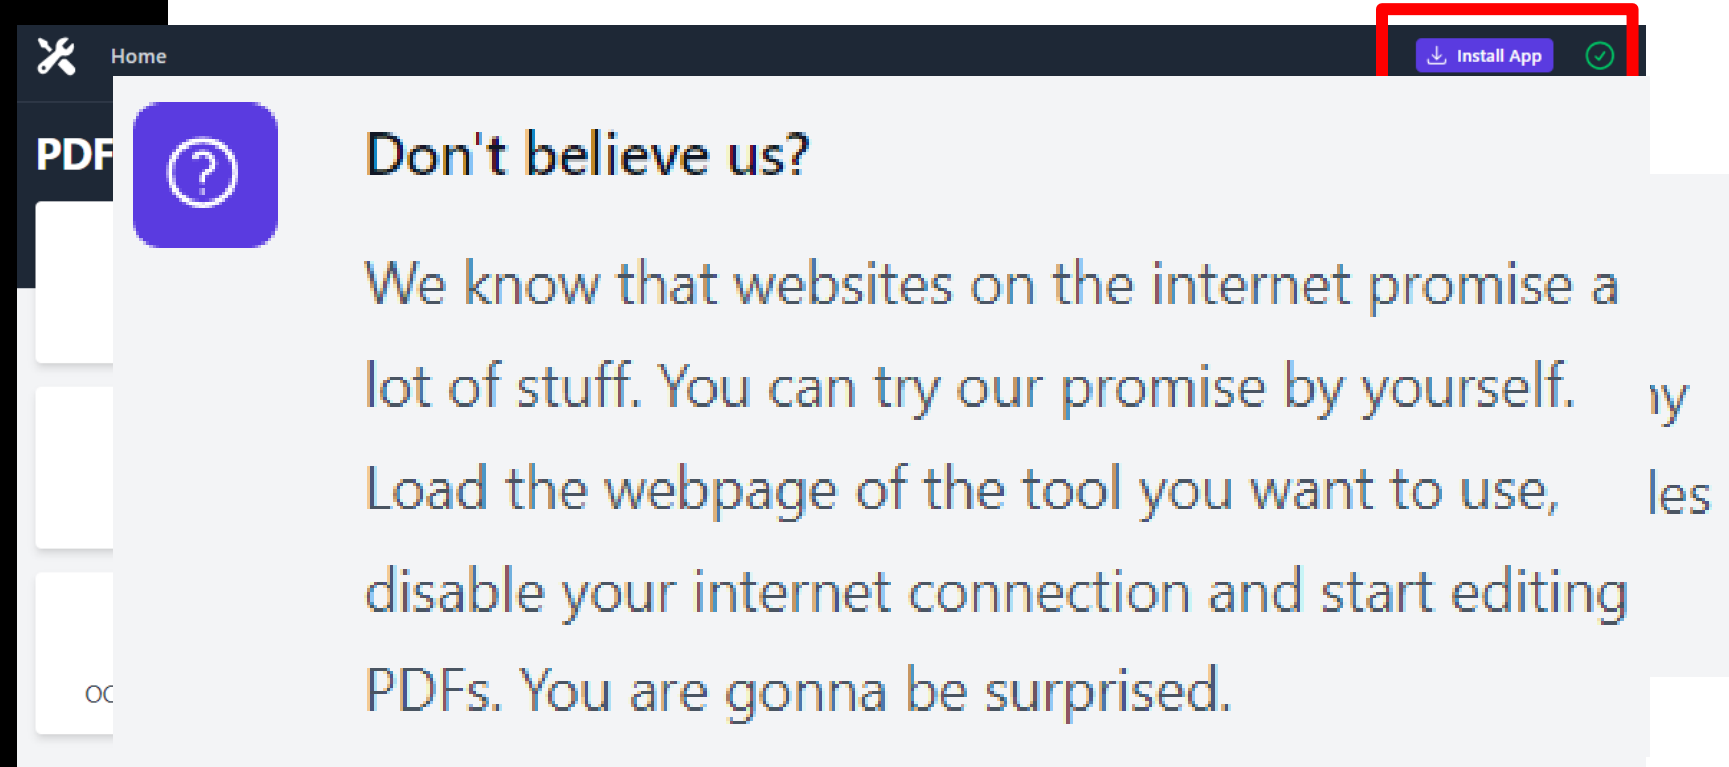 Home
Install App
PDF
Don't believe us?
We know that websites on the internet promise a
lot of stuff. You can try our promise by yourself.
Load the webpage of the tool you want to use,
disable your internet connection and start editing
PDFs. You are gonna be surprised.